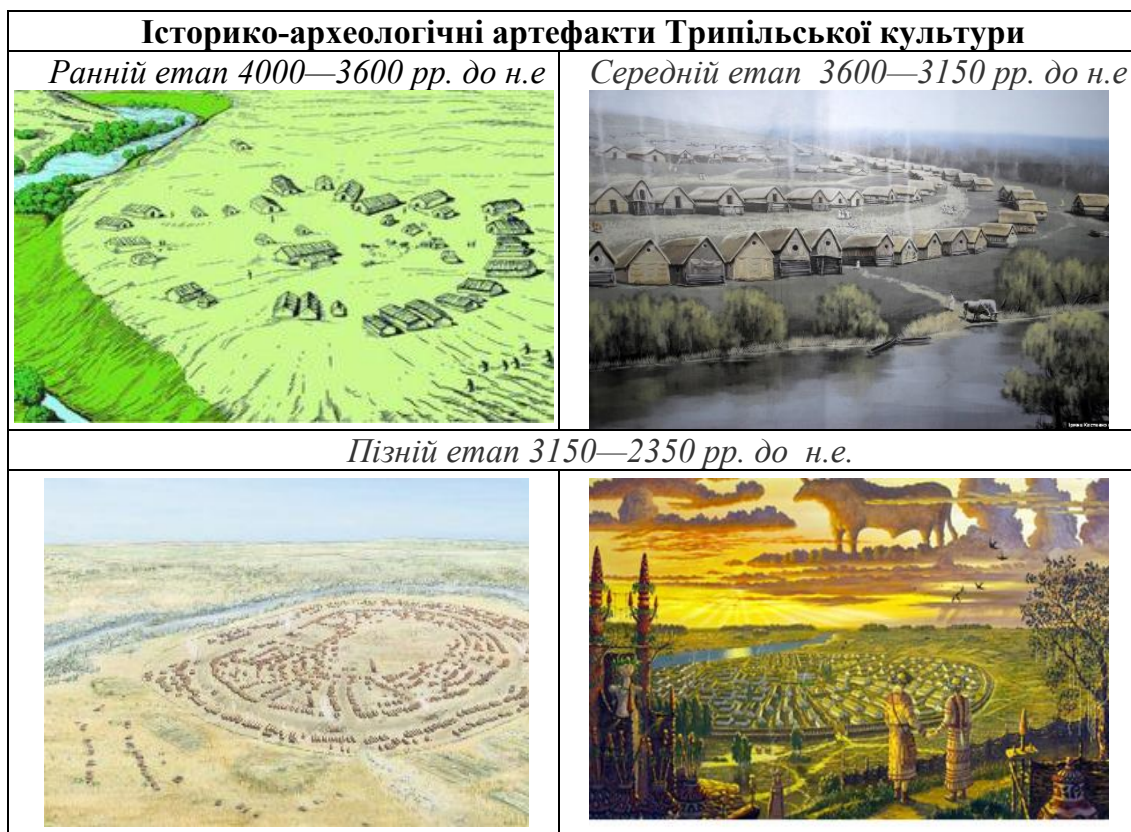 Історико-археологічні артефакти Трипільської культури
Ранній етап 4000—3600 рр. до н.е
Середній етап 3600—3150 рр. до н.е
Пізній етап 3150—2350 рр. до н.е.